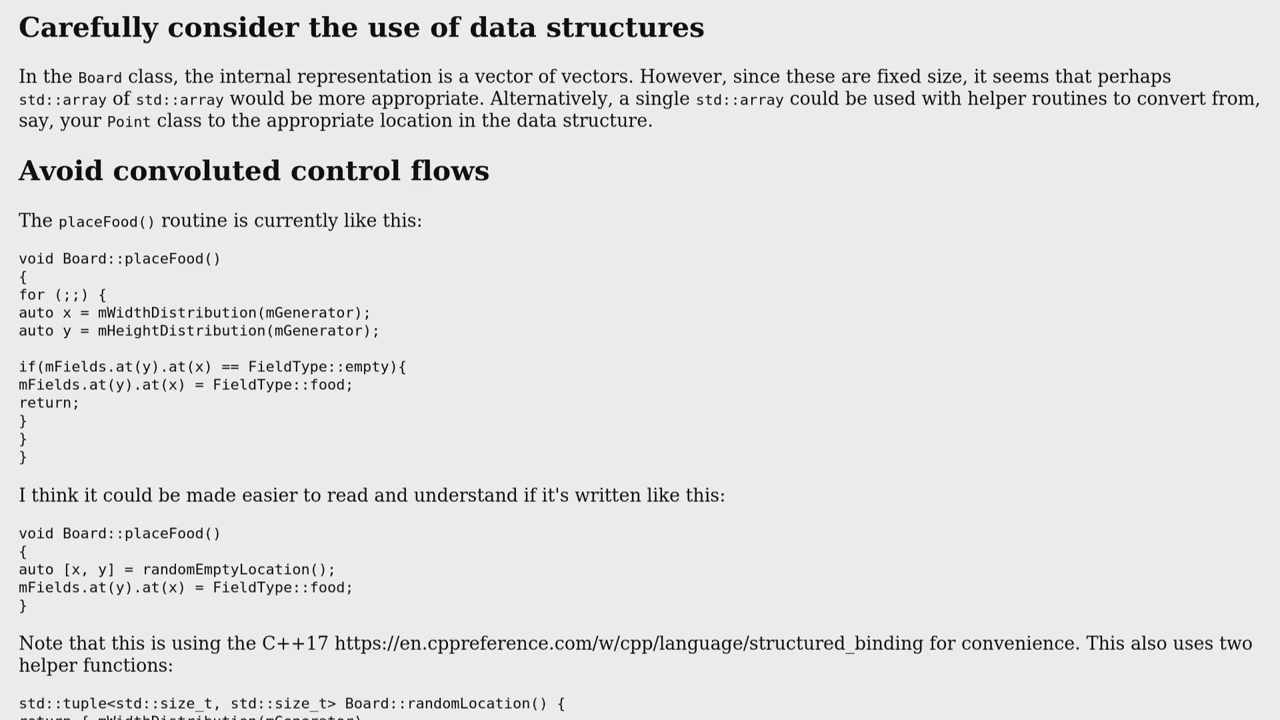 Carefully consider the use of data structures
In the Board class, the internal representation is a vector of vectors. However, since these are fixed size, it seems that perhaps
std::array of std::array would be more appropriate. Alternatively, a single std::array could be used with helper routines to convert from,
say, your Point class to the appropriate location in the data structure.
Avoid convoluted control flows
The placeFood() routine is currently like this:
void Board::placeFood()
{
for (;;) {
auto x = mWidthDistribution(mGenerator);
auto y = mHeightDistribution(mGenerator);
if(mFields.at(y).at(x) == FieldType::empty){
mFields.at(y).at(x) = FieldType::food;
return;
}
}
}
I think it could be made easier to read and understand if it's written like this:
void Board::placeFood()
{
auto [x, y] = randomEmptyLocation();
mFields.at(y).at(x) = FieldType::food;
}
Note that this is using the C++17 https://en.cppreference.com/w/cpp/language/structured_binding for convenience. This also uses two
helper functions:
std::tuple<std::size_t, std::size_t> Board::randomLocation() {
return { mWidthDistribution(mGenerator),